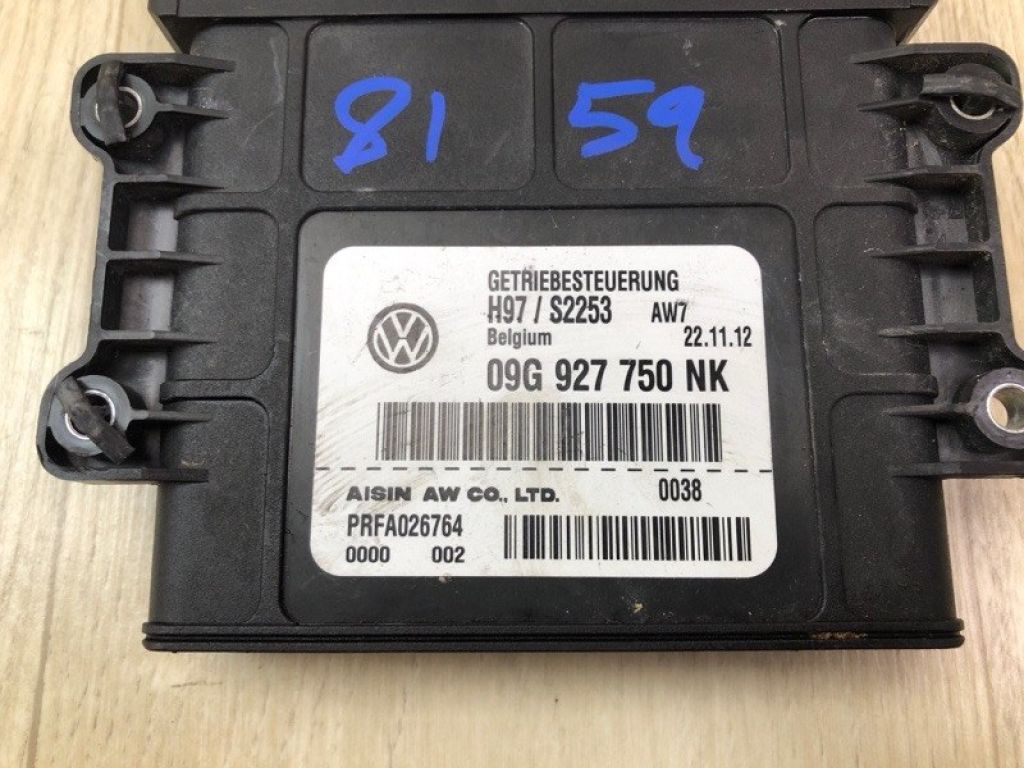 81 59
GETRIEBESTEUERUNG
H97 / S2253 AW7
Belgium 22.11.12
09G 927 750 NK
AISIN AW CO., LTD. 0038
PRFA026764
0000 002